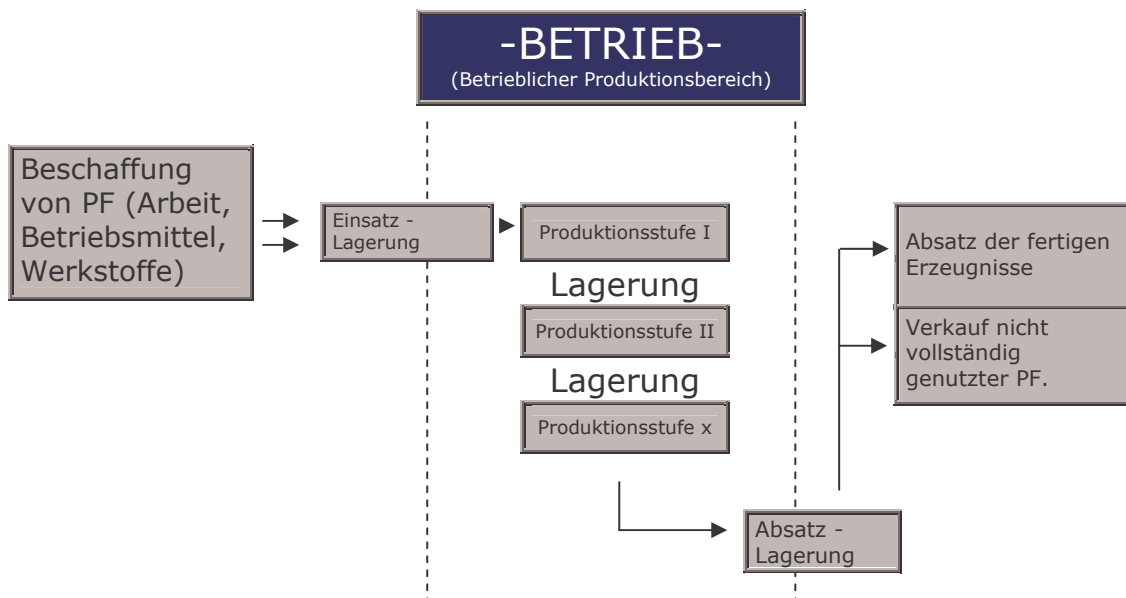 -BETRIEB-
(Betrieblicher Produktionsbereich)
Beschaffung
von PF (Arbeit,
Betriebsmittel,
Werkstoffe)
Einsatz -
Lagerung
Produktionsstufe I
Lagerung
Produktionsstufe II
Lagerung
Produktionsstufe x
Absatz -
Lagerung
Absatz der fertigen
Erzeugnisse
Verkauf nicht
vollständig
genutzter PF.